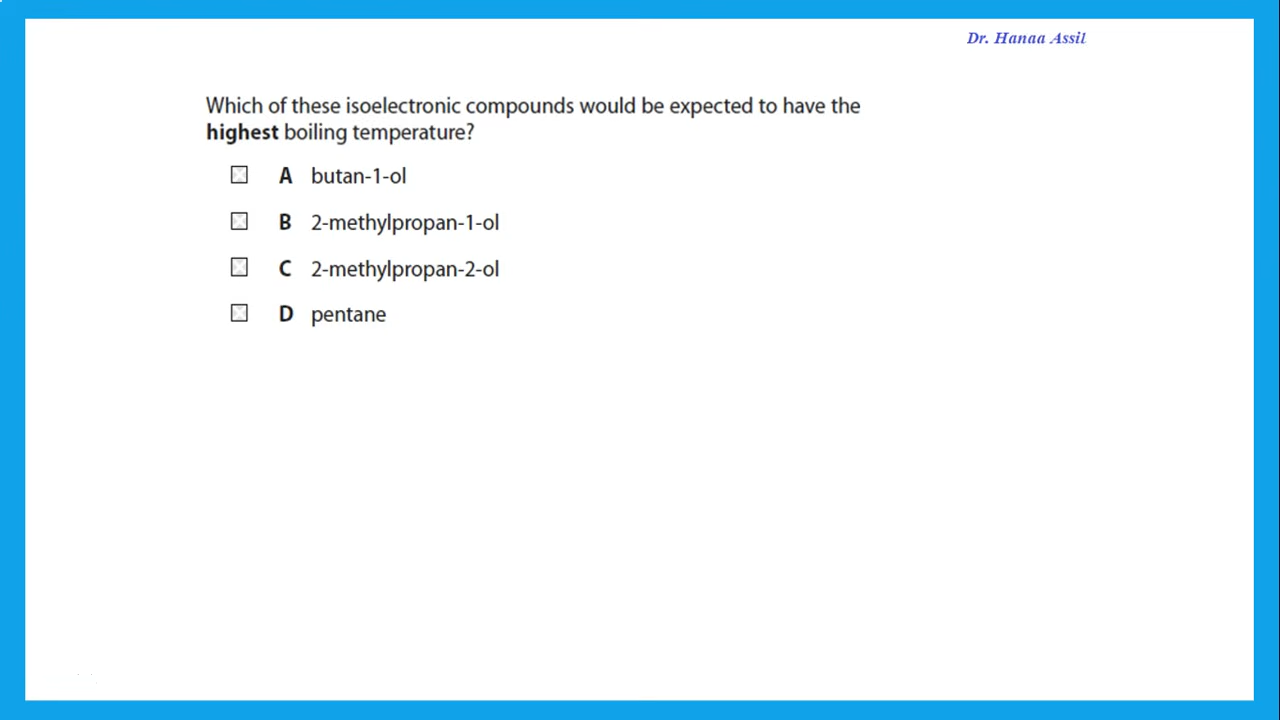 Dr. Hanaa Assil
Which of these isoelectronic compounds would be expected to have the
highest boiling temperature?
A butan-1-ol
B 2-methylpropan-1-ol
C 2-methylpropan-2-ol
D pentane